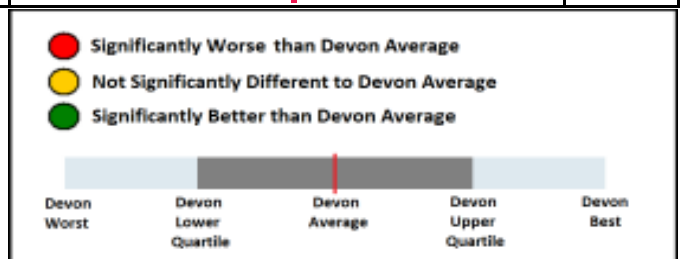 Significantly Worse than Devon Average
Not Significantly Different to Devon Average
Significantly Better than Devon Average
Devon Worst
Devon Lower Quartile
Devon Average
Devon Upper Quartile
Devon Best